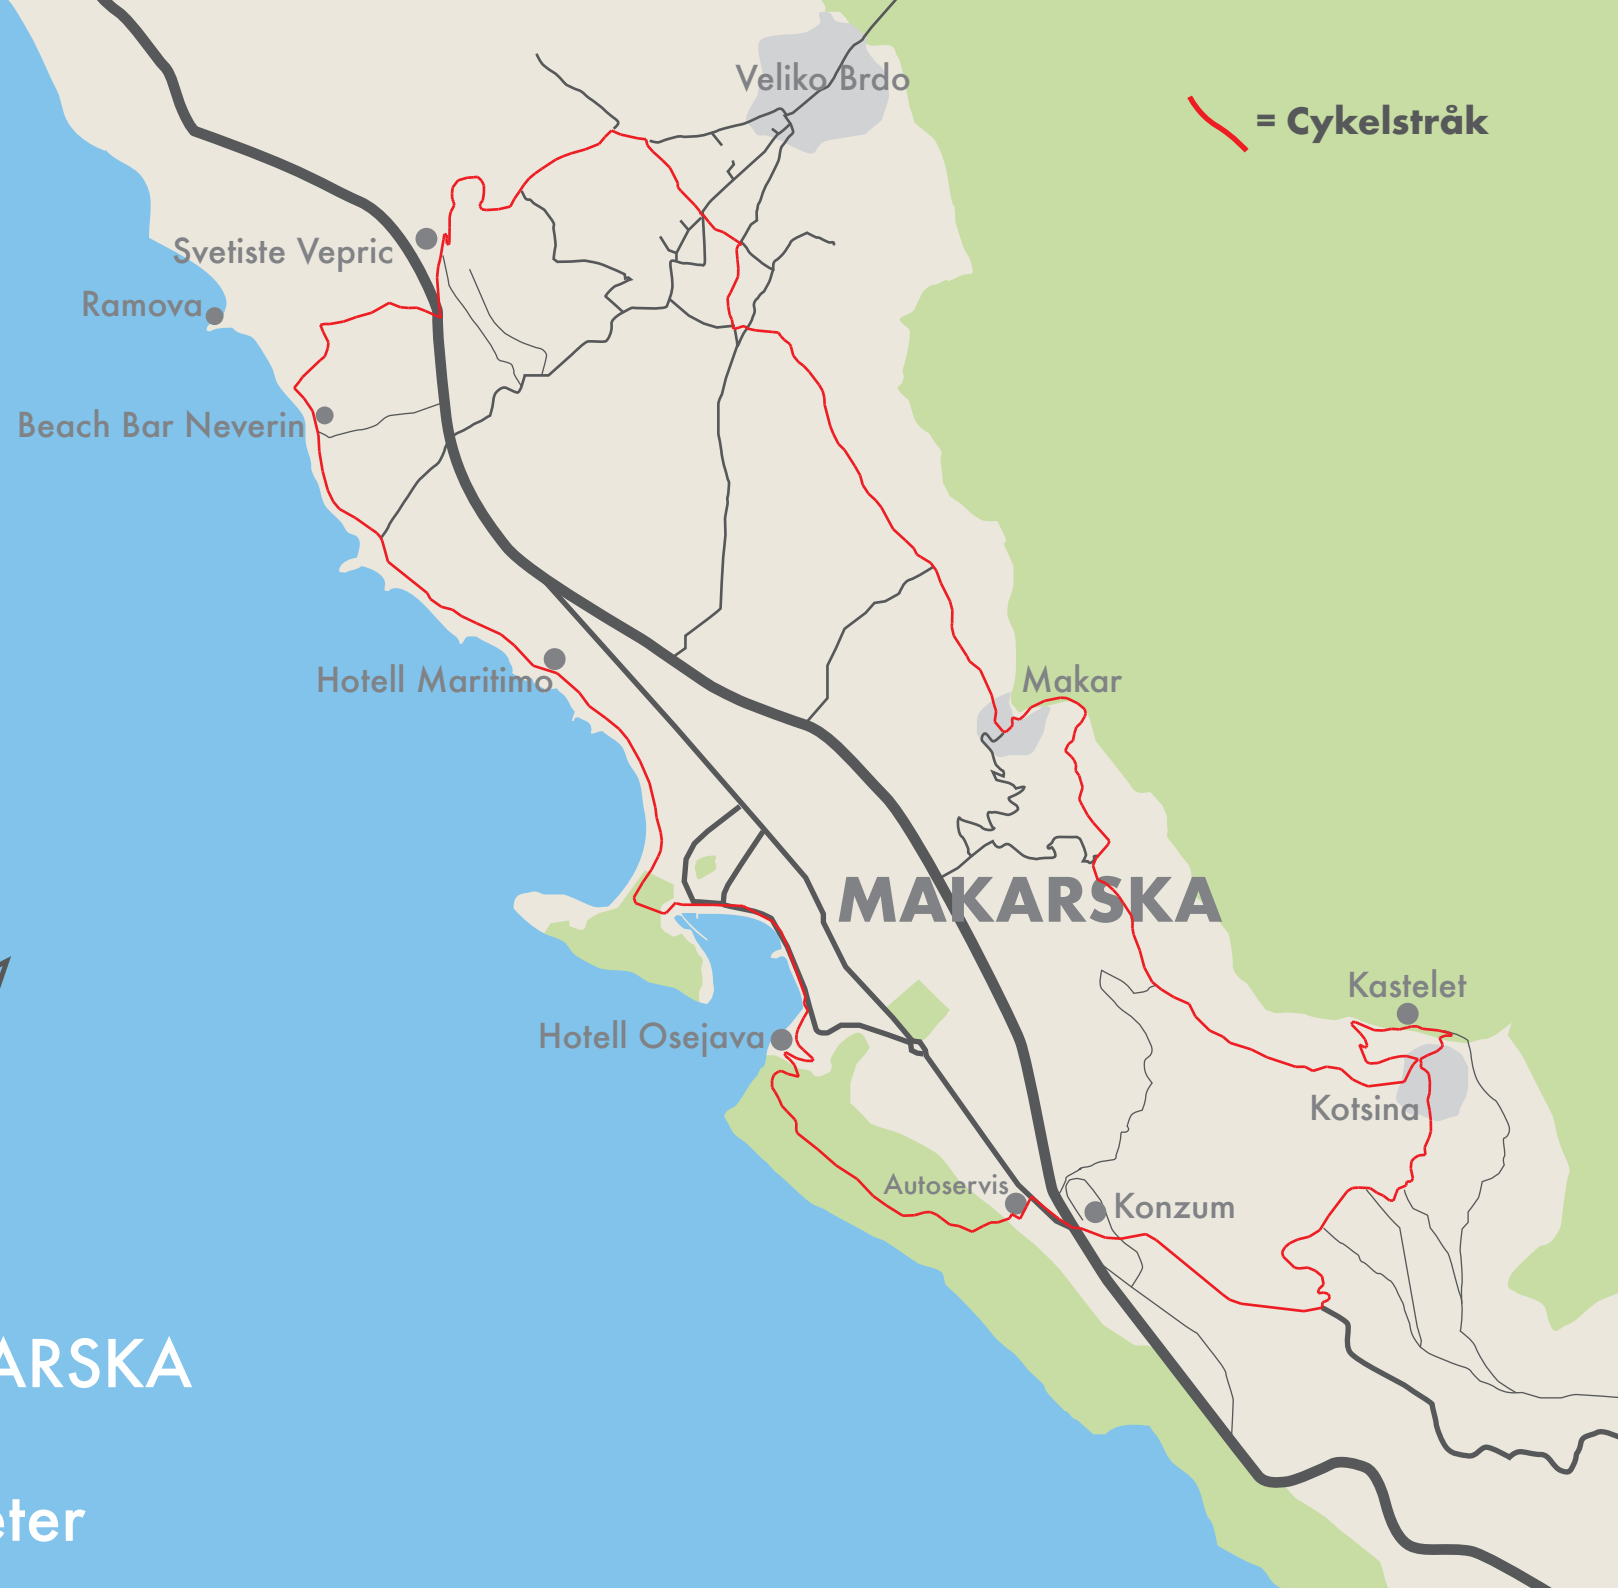 Veliko Brdo
= Cykelstråk
Svetiste Vepric
Ramova
Beach Bar Neverin
Hotell Maritimo
Makar
MAKARSKA
Kastelet
Hotell Osejava
Kotsina
Autoservis
Konzum
ARSKA
eter